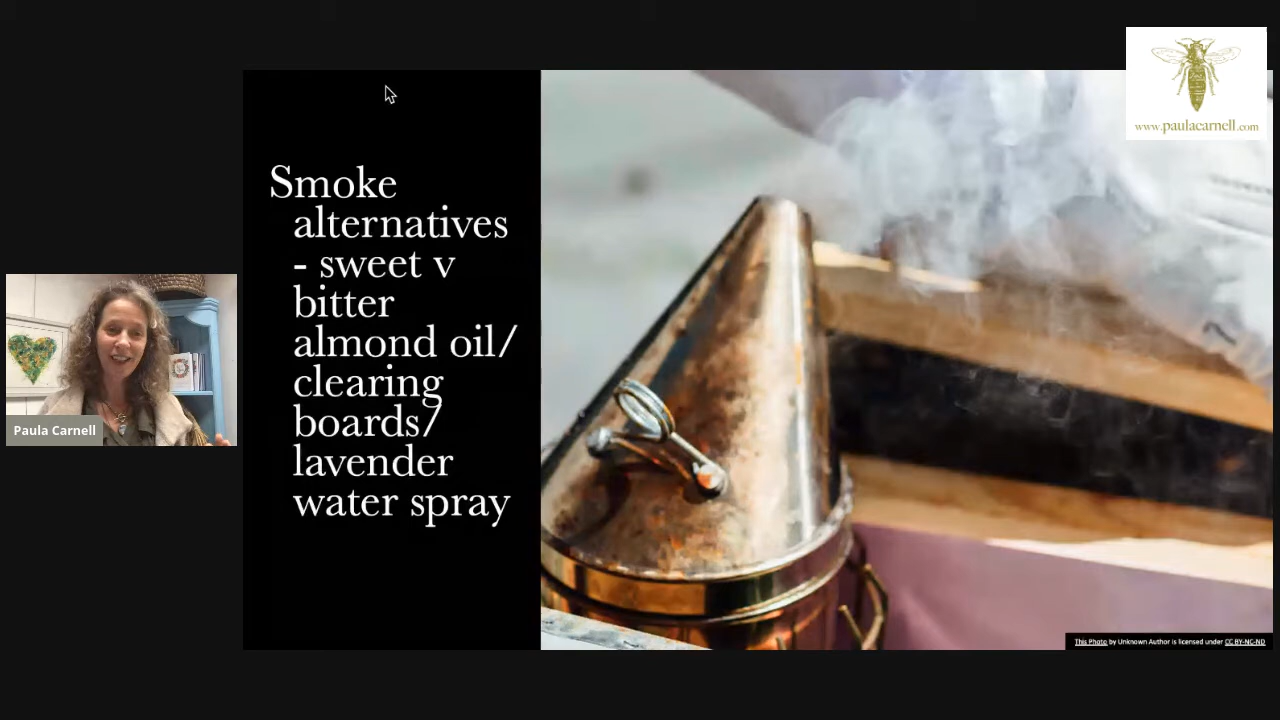 www.paulacarnell.com
Smoke
alternatives
- sweet v
bitter
almond oil/
clearing
boards/
lavender
water spray
Paula Carnell
This Photo by Unknown Author is licensed under CC BY-NC-ND